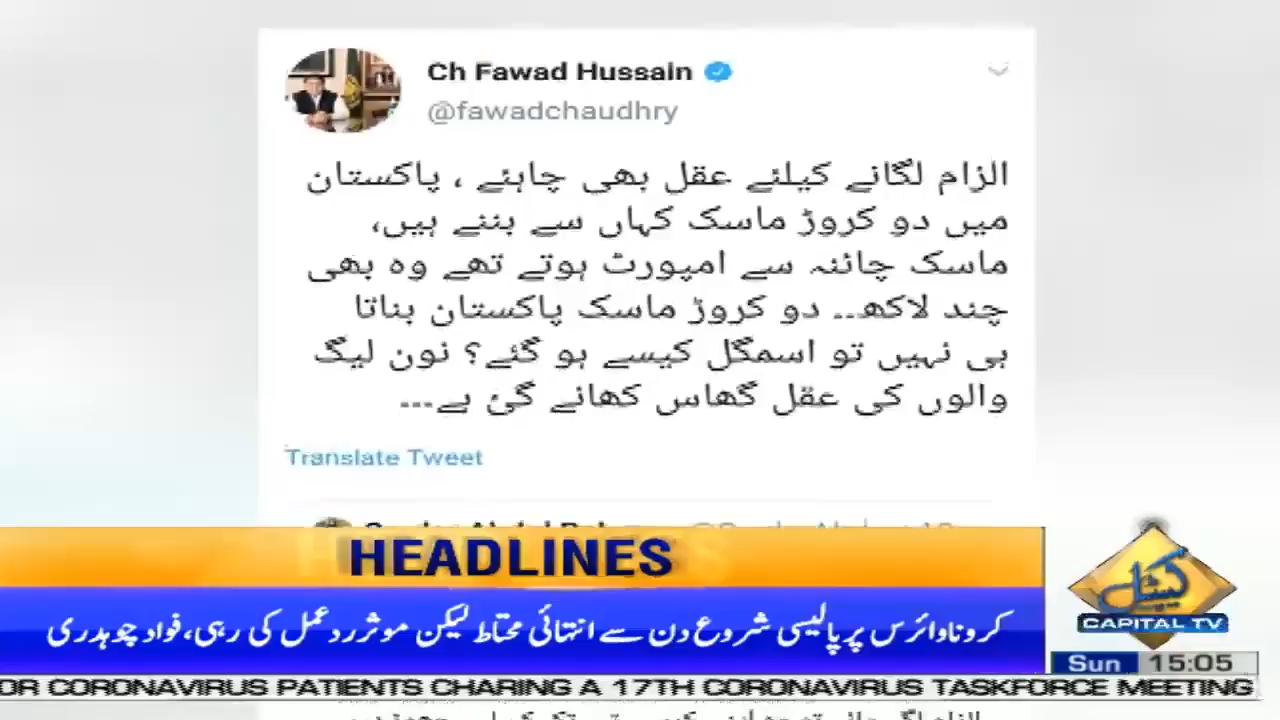 Ch Fawad Hussain
@fawadchaudhry
الزام لگانے کیلئے عقل بھی چاہئے ، پاکستان
میں دو کروڑ ماسک کہاں سے بننے ہیں،
ماسک چائنہ سے امپورٹ ہوتے تھے وہ بھی
چند لاکھ.. دو کروڑ ماسک پاکستان بناتا
ہی نہیں تو اسمگل کیسے ہو گئے؟ نون لیگ
والوں کی عقل گھاس کھانے گئ ہے...
Translate Tweet
HEADLINES
کرونا وائرس پر پالیسی شروع دن سے انتہائی محتاط لیکن موثر ردعمل کی رہی، فواد چوہدری
کیپٹل
CAPITAL TV
Sun 15:05
OR CORONAVIRUS PATIENTS CHARING A 17TH CORONAVIRUS TASKFORCE MEETING